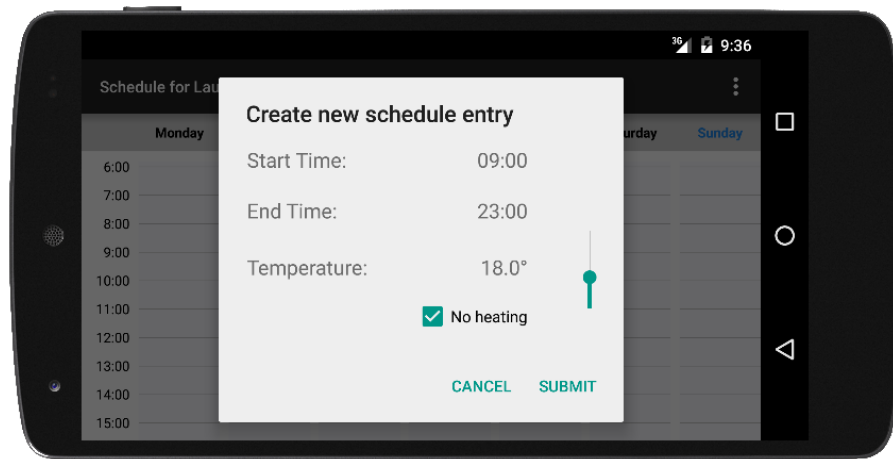 3G 9:36
Schedule for Lau
Create new schedule entry
Monday urday Sunday
Start Time: 09:00
End Time: 23:00
Temperature: 18.0°
No heating
CANCEL SUBMIT
6:00
7:00
8:00
9:00
10:00
11:00
12:00
13:00
14:00
15:00